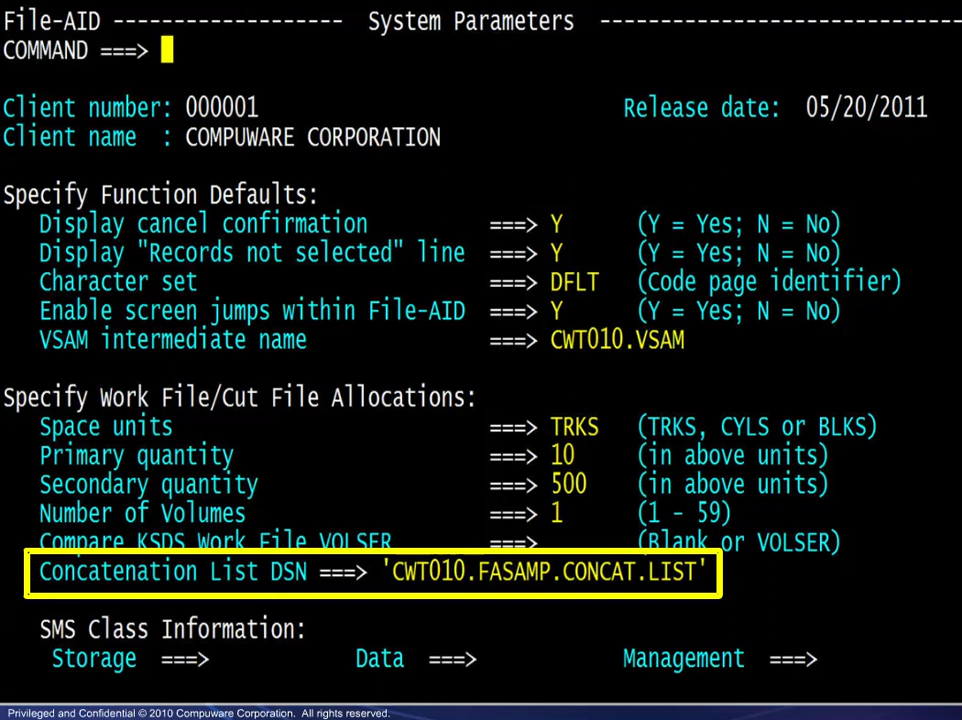 File-AID ------------------- System Parameters ------------------------------
COMMAND ===>
Client number: 000001 Release date: 05/20/2011
Client name : COMPUWARE CORPORATION
Specify Function Defaults:
Display cancel confirmation ===> Y (Y = Yes; N = No)
Display "Records not selected" line ===> Y (Y = Yes; N = No)
Character set ===> DFLT (Code page identifier)
Enable screen jumps within File-AID ===> Y (Y = Yes; N = No)
VSAM intermediate name ===> CWT010.VSAM
Specify Work File/Cut File Allocations:
Space units ===> TRKS (TRKS, CYLS or BLKS)
Primary quantity ===> 10 (in above units)
Secondary quantity ===> 500 (in above units)
Number of Volumes ===> 1 (1 - 59)
Compare KSDS Work File VOLSER ===> (Blank or VOLSER)
Concatenation List DSN ===> 'CWT010.FASAMP.CONCAT.LIST'
SMS Class Information:
Storage ===> Data ===> Management ===>
Privileged and Confidential © 2010 Compuware Corporation. All rights reserved.